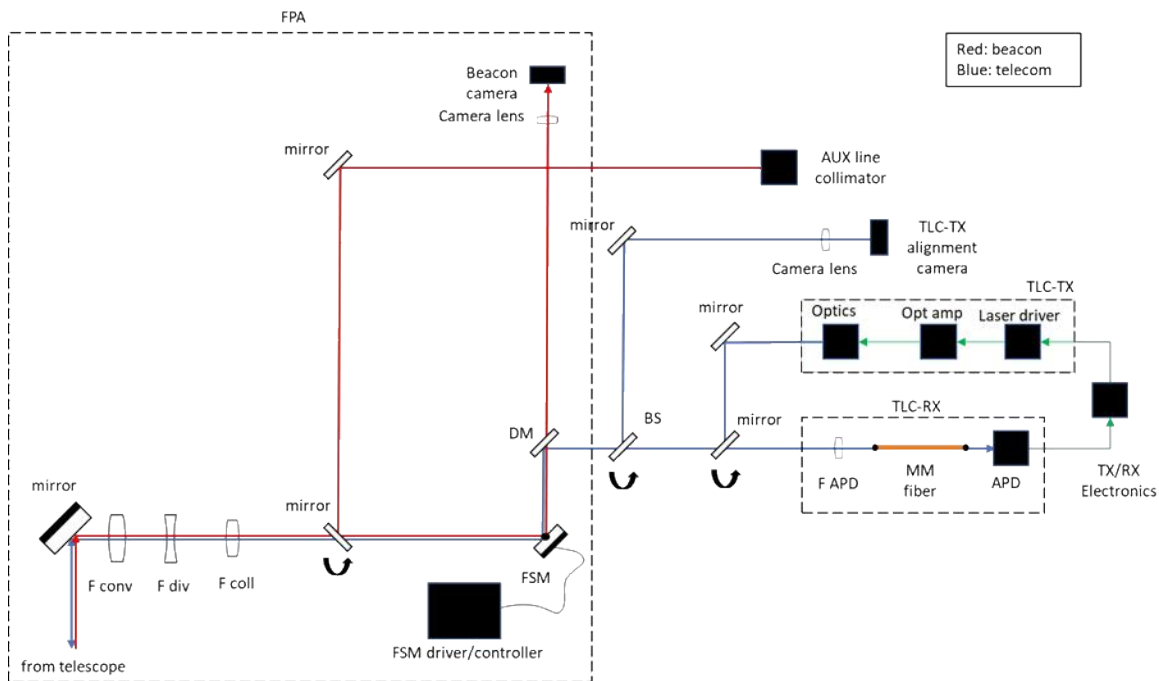 FPA
Red: beacon
Blue: telecom
Beacon
camera
Camera lens
mirror
AUX line
collimator
mirror
TLC-TX
alignment
camera
Camera lens
TLC-TX
mirror
Optics
Opt amp
Laser driver
TLC-RX
BS
mirror
DM
F APD
MM
fiber
APD
TX/RX
Electronics
mirror
mirror
F conv
F div
F coll
FSM
FSM driver/controller
from telescope